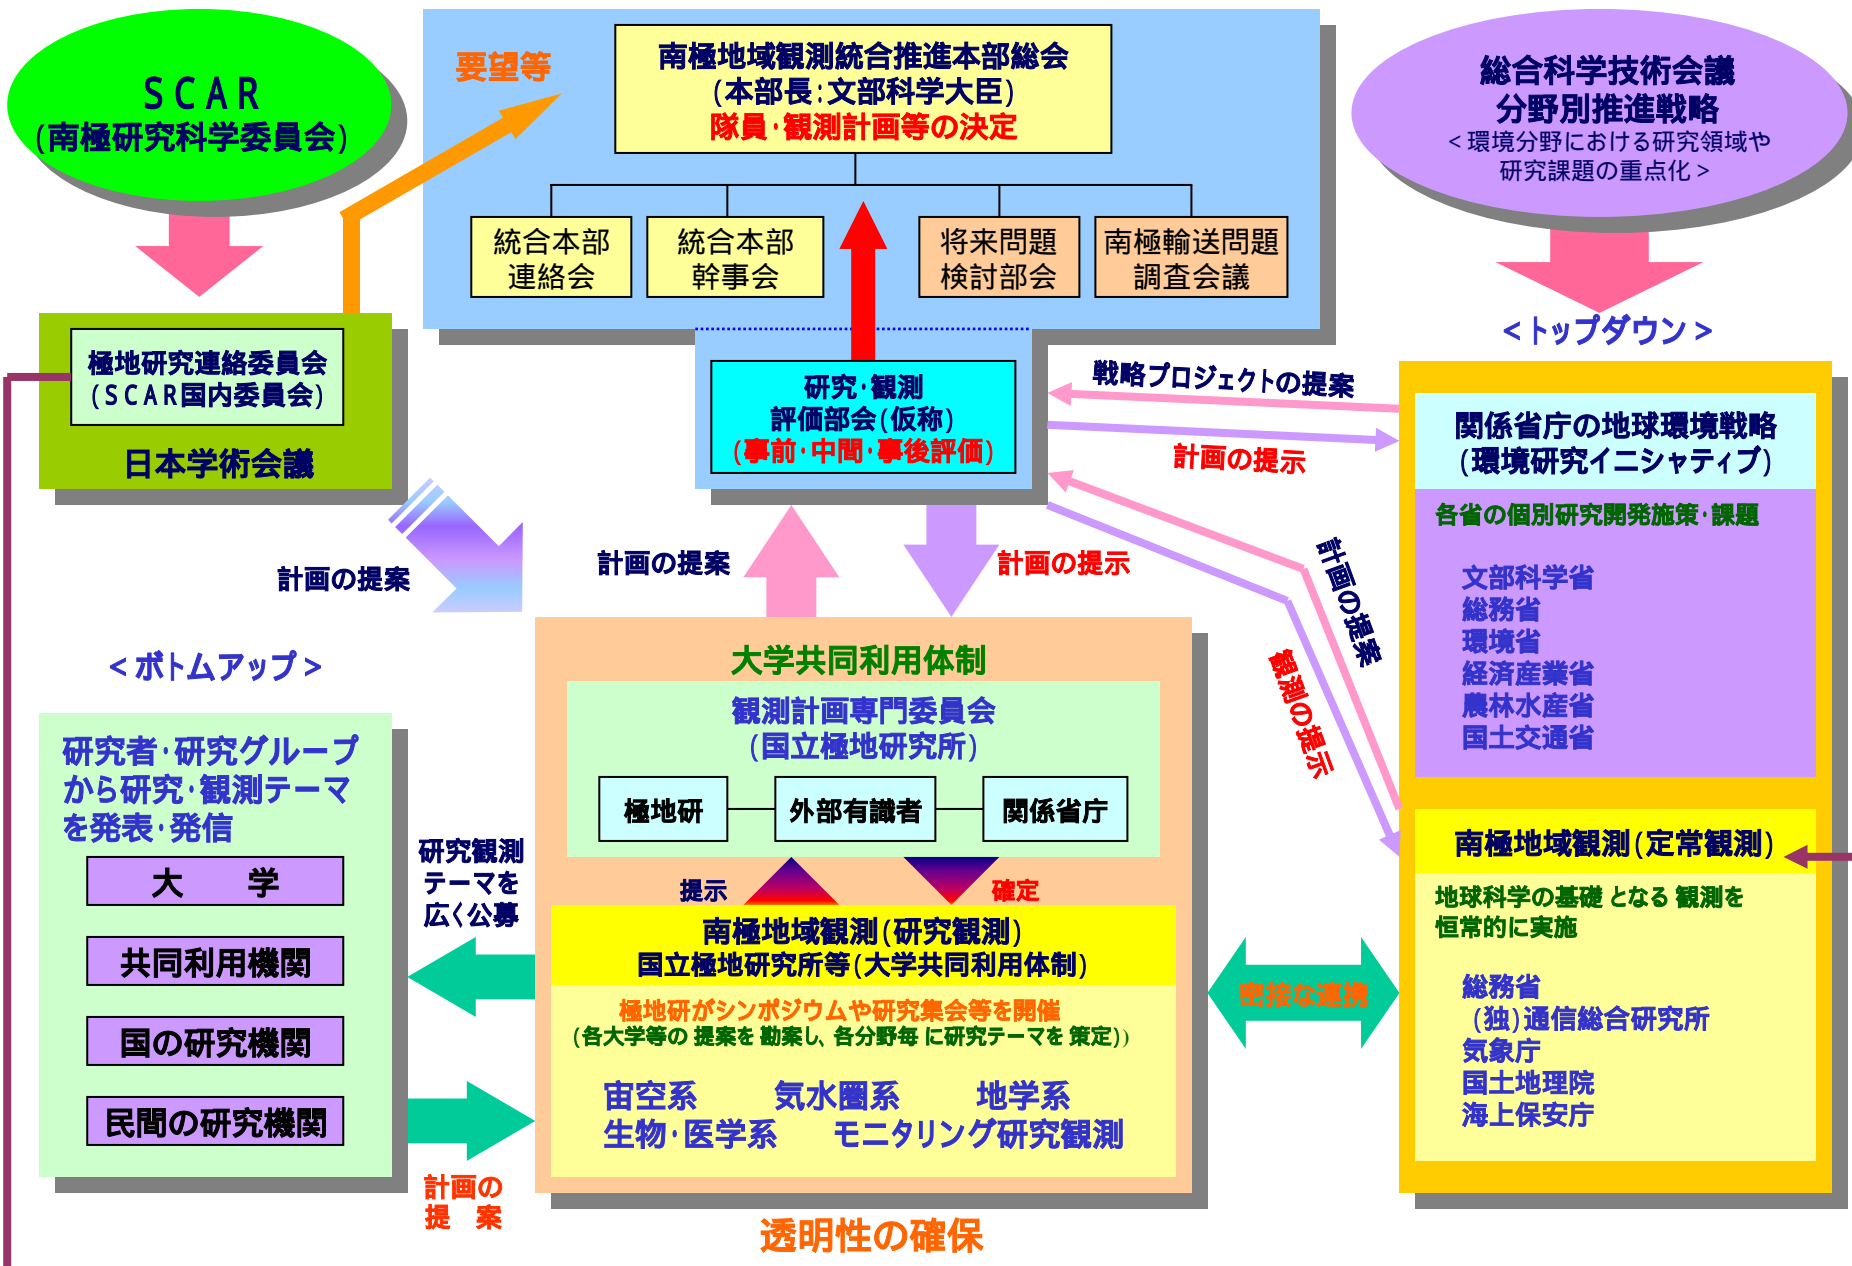 SCAR
(南極研究科学委員会)
要望等
南極地域観測統合推進本部総会
(本部長:文部科学大臣)
隊員・観測計画等の決定
統合本部
連絡会
統合本部
幹事会
将来問題
検討部会
南極輸送問題
調査会議
総合科学技術会議
分野別推進戦略
<環境分野における研究領域や
研究課題の重点化>
<トップダウン>
極地研究連絡委員会
(SCAR国内委員会)
日本学術会議
研究・観測
評価部会(仮称)
(事前・中間・事後評価)
戦略プロジェクトの提案
計画の提示
関係省庁の地球環境戦略
(環境研究イニシャティブ)
各省の個別研究開発施策・課題
文部科学省
総務省
環境省
経済産業省
農林水産省
国土交通省
計画の提案
計画の提案
計画の提示
計画の提案
観測の提示
<ボトムアップ>
研究者・研究グループ
から研究・観測テーマ
を発表・発信
大 学
共同利用機関
国の研究機関
民間の研究機関
研究観測
テーマを
広く公募
計画の
提 案
大学共同利用体制
観測計画専門委員会
(国立極地研究所)
極地研
外部有識者
関係省庁
提示
確定
南極地域観測(研究観測)
国立極地研究所等(大学共同利用体制)
極地研がシンポジウムや研究集会等を開催
(各大学等の 提案を 勘案し、各分野毎 に研究テーマを 策定))
宙空系 気水圏系 地学系
生物・医学系 モニタリング研究観測
透明性の確保
密接な連携
南極地域観測(定常観測)
地球科学の基礎 となる 観測を
恒常的に実施
総務省
(独)通信総合研究所
気象庁
国土地理院
海上保安庁